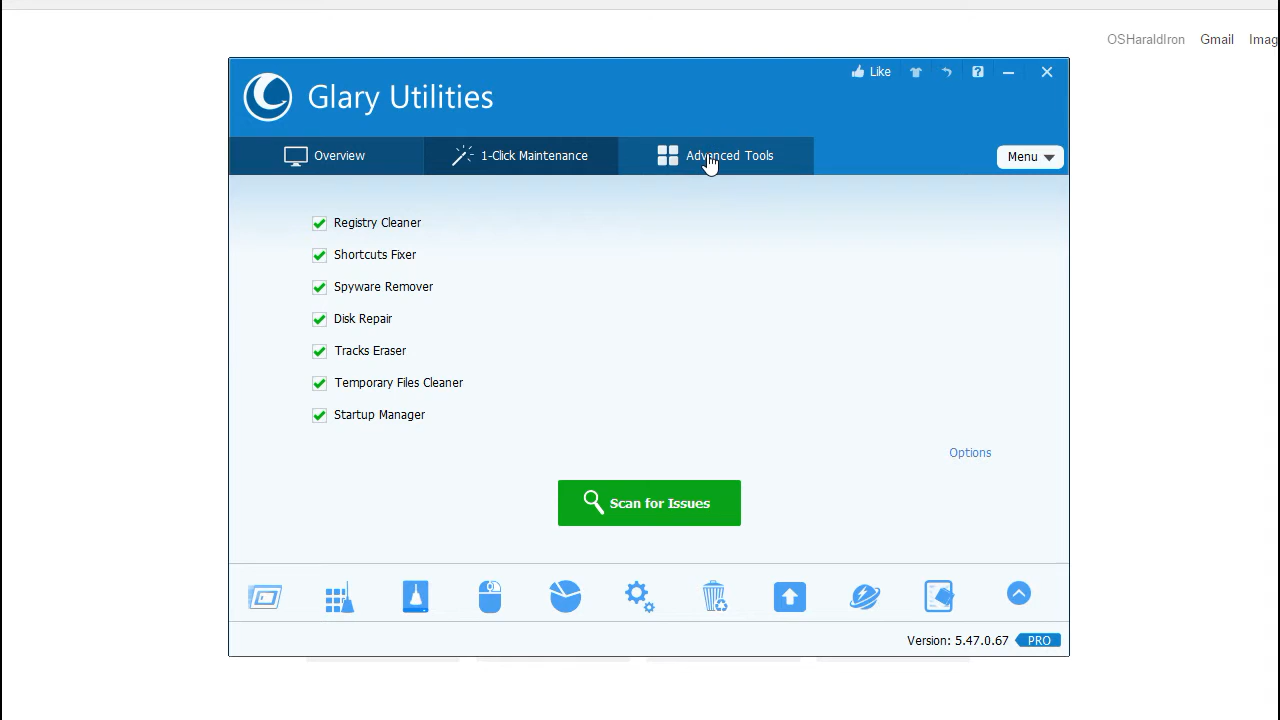 OSHaraldIron Gmail Imag
Like
Glary Utilities
Overview 1-Click Maintenance Advanced Tools Menu
Registry Cleaner
Shortcuts Fixer
Spyware Remover
Disk Repair
Tracks Eraser
Temporary Files Cleaner
Startup Manager
Options
Scan for Issues
Version: 5.47.0.67 PRO